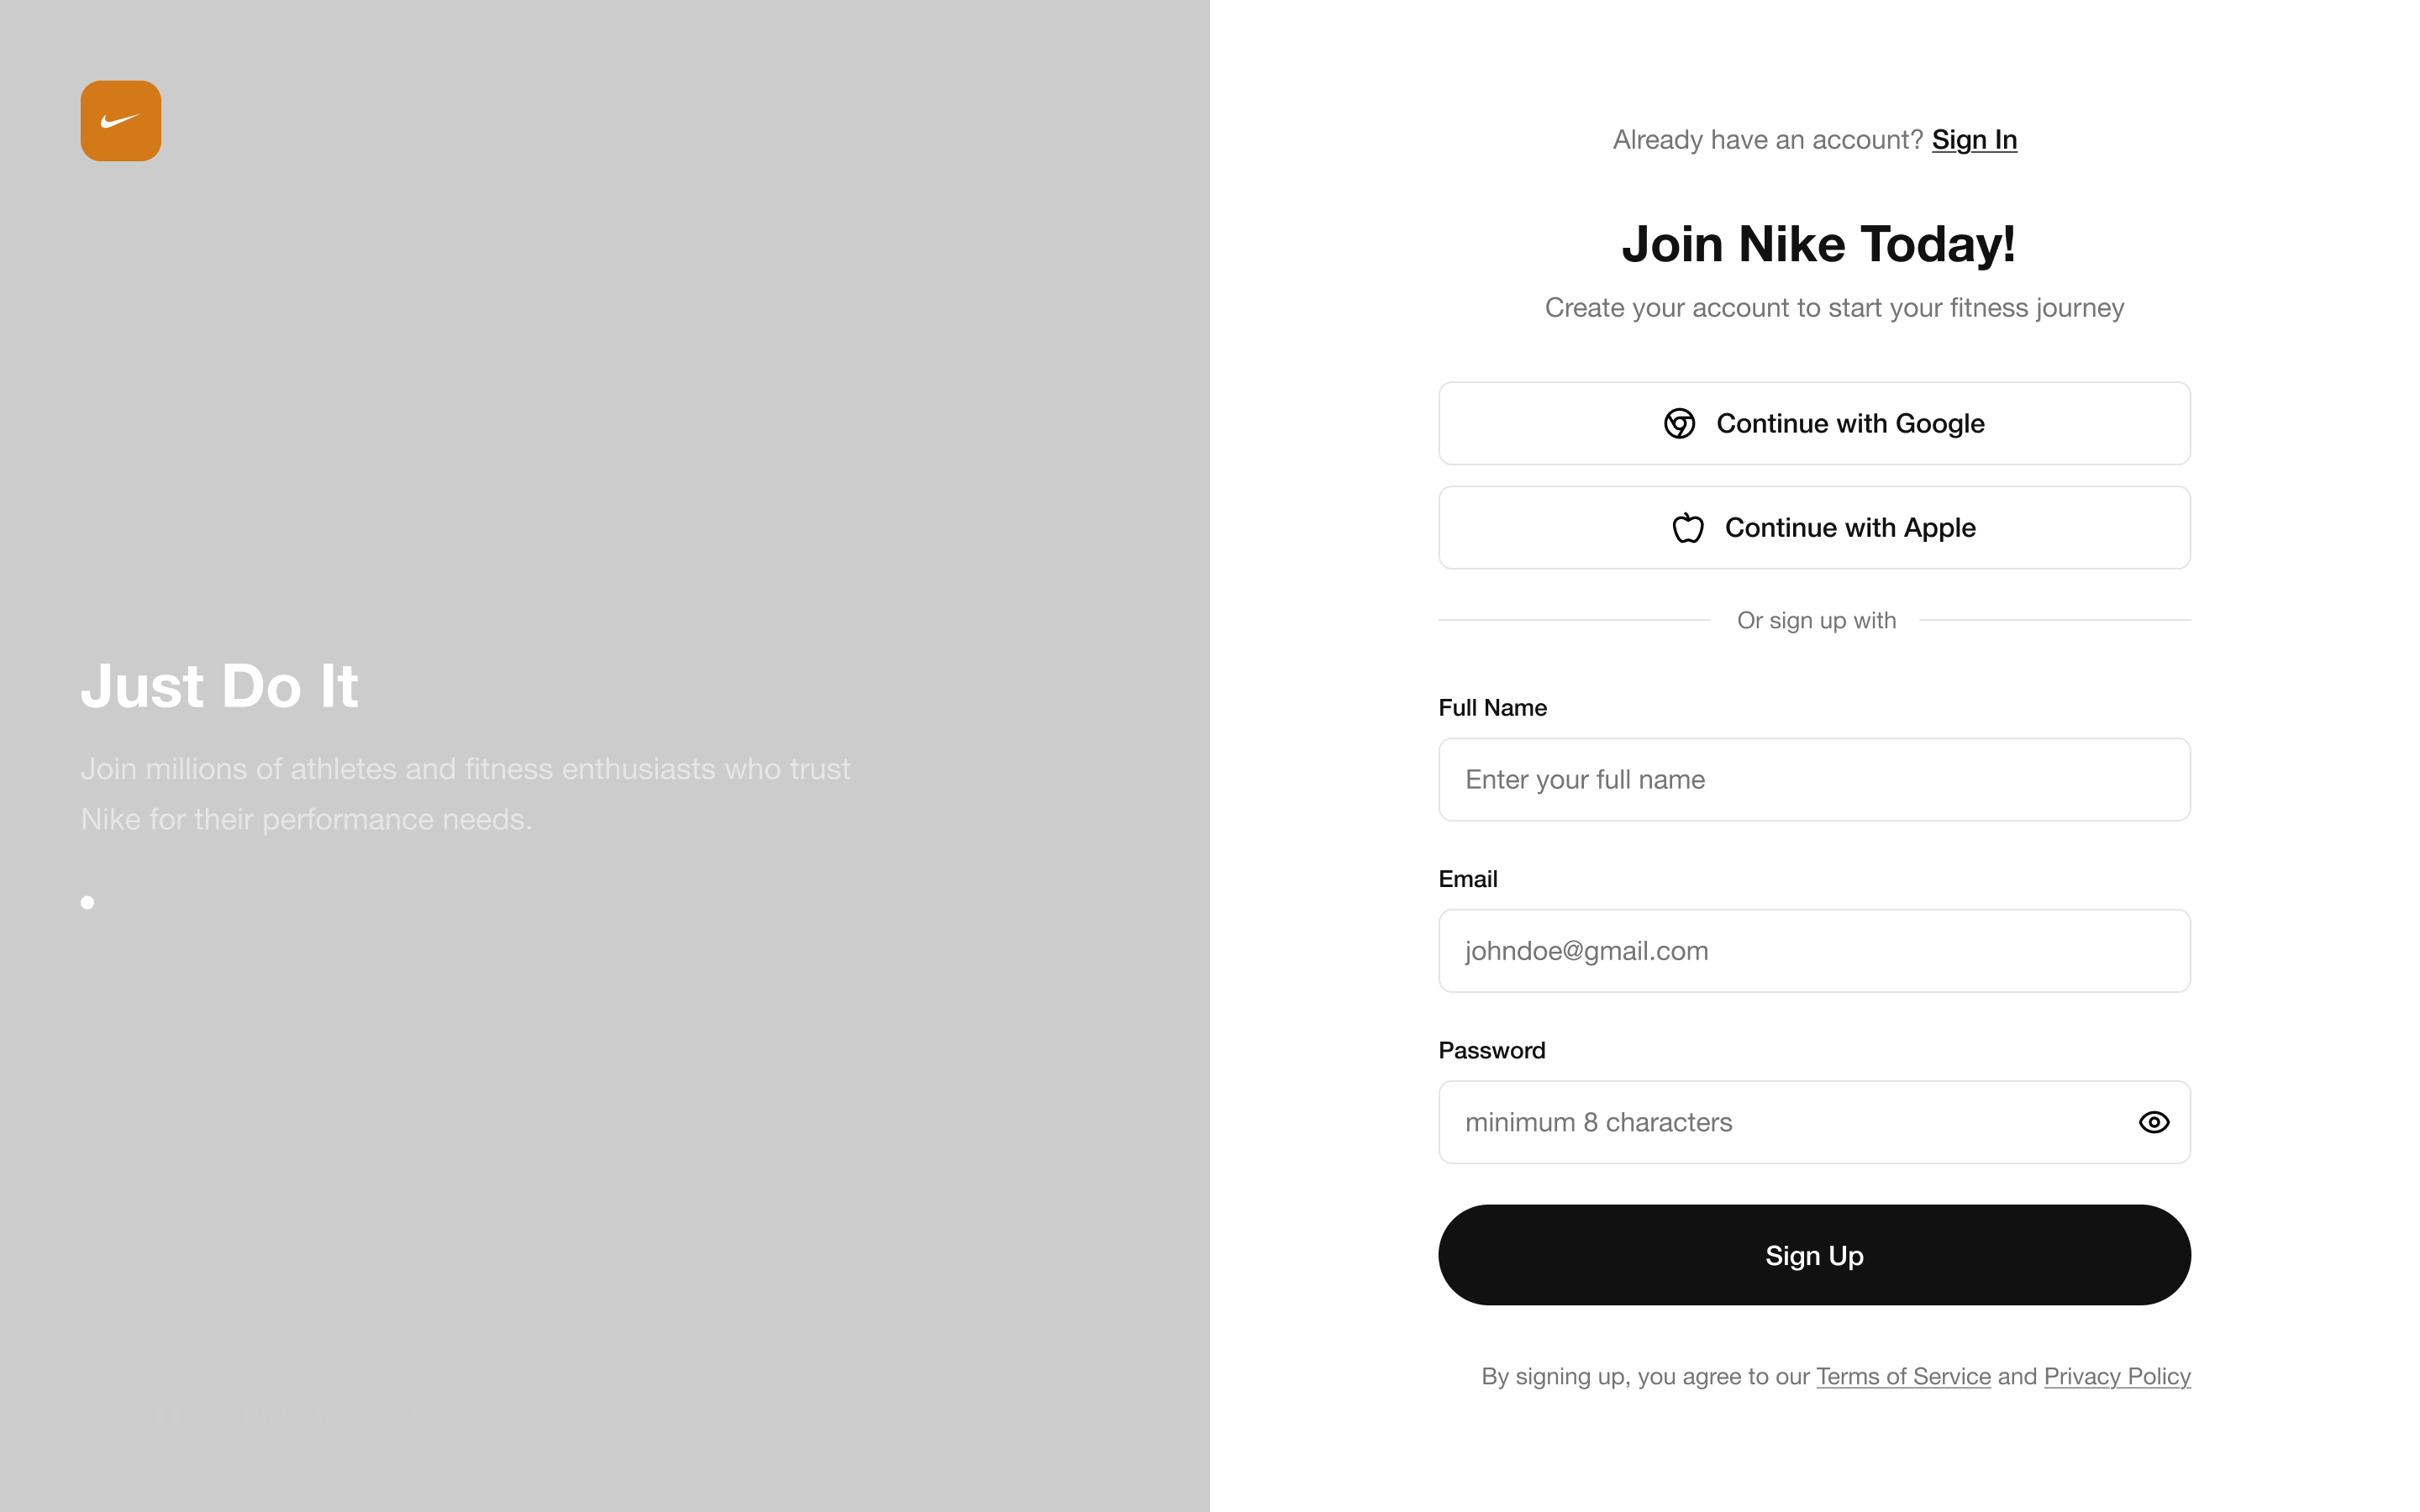 Just Do It
Join millions of athletes and fitness enthusiasts who trust
Nike for their performance needs.
Already have an account? Sign In
Join Nike Today!
Create your account to start your fitness journey
Continue with Google
Continue with Apple
Or sign up with
Full Name
Enter your full name
Email
johndoe@gmail.com
Password
minimum 8 characters
Sign Up
By signing up, you agree to our Terms of Service and Privacy Policy